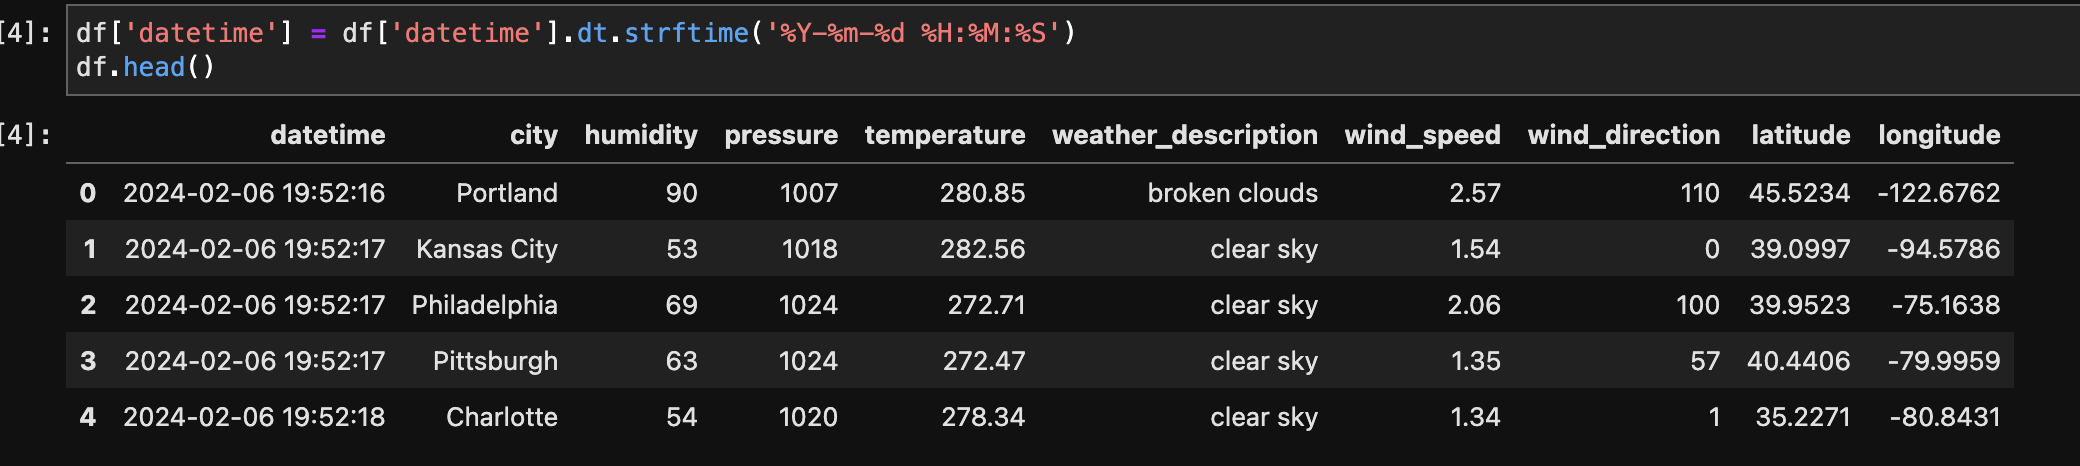 [4]: df['datetime'] = df['datetime'].dt.strftime('%Y-%m-%d %H:%M:%S')
df.head()
[4]: datetime city humidity pressure temperature weather_description wind_speed wind_direction latitude longitude
0 2024-02-06 19:52:16 Portland 90 1007 280.85 broken clouds 2.57 110 45.5234 -122.6762
1 2024-02-06 19:52:17 Kansas City 53 1018 282.56 clear sky 1.54 0 39.0997 -94.5786
2 2024-02-06 19:52:17 Philadelphia 69 1024 272.71 clear sky 2.06 100 39.9523 -75.1638
3 2024-02-06 19:52:17 Pittsburgh 63 1024 272.47 clear sky 1.35 57 40.4406 -79.9959
4 2024-02-06 19:52:18 Charlotte 54 1020 278.34 clear sky 1.34 1 35.2271 -80.8431